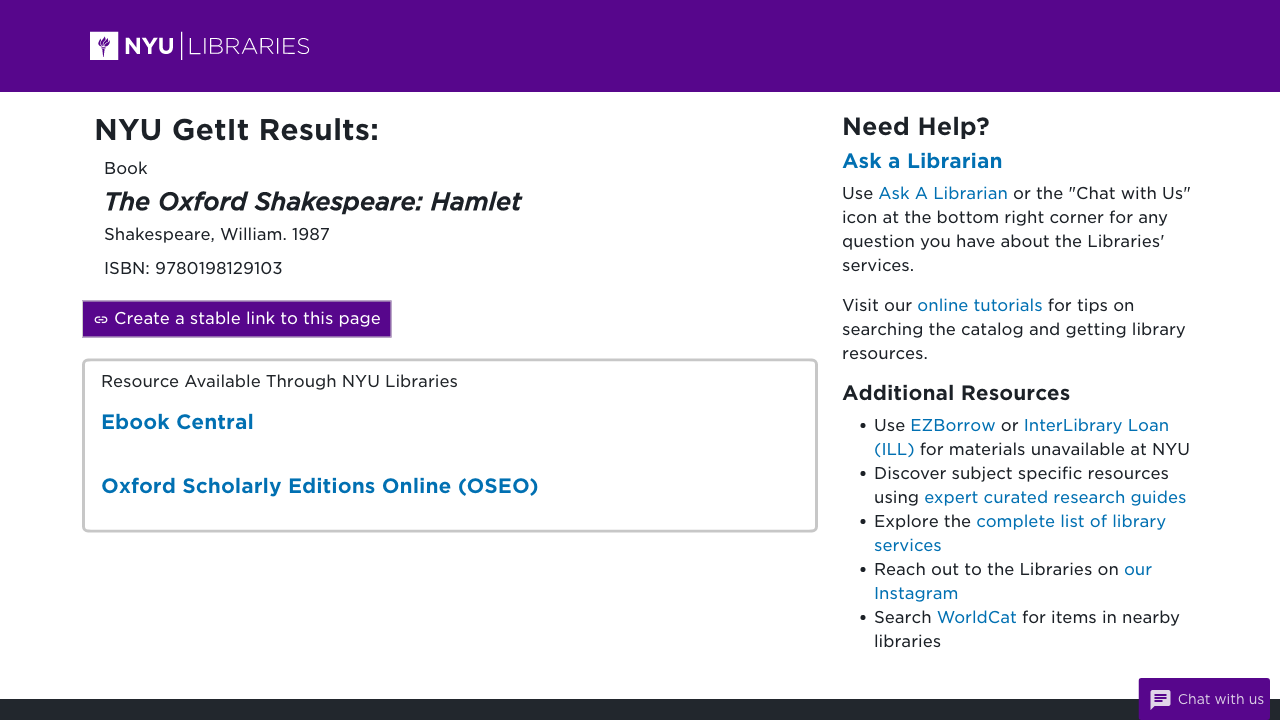 NYU LIBRARIES
NYU GetIt Results:
Book
The Oxford Shakespeare: Hamlet
Shakespeare, William. 1987
ISBN: 9780198129103
Create a stable link to this page
Resource Available Through NYU Libraries
Ebook Central
Oxford Scholarly Editions Online (OSEO)
Need Help?
Ask a Librarian
Use Ask A Librarian or the "Chat with Us"
icon at the bottom right corner for any
question you have about the Libraries'
services.
Visit our online tutorials for tips on
searching the catalog and getting library
resources.
Additional Resources
• Use EZBorrow or InterLibrary Loan
(ILL) for materials unavailable at NYU
• Discover subject specific resources
using expert curated research guides
• Explore the complete list of library
services
• Reach out to the Libraries on our
Instagram
• Search WorldCat for items in nearby
libraries
Chat with us